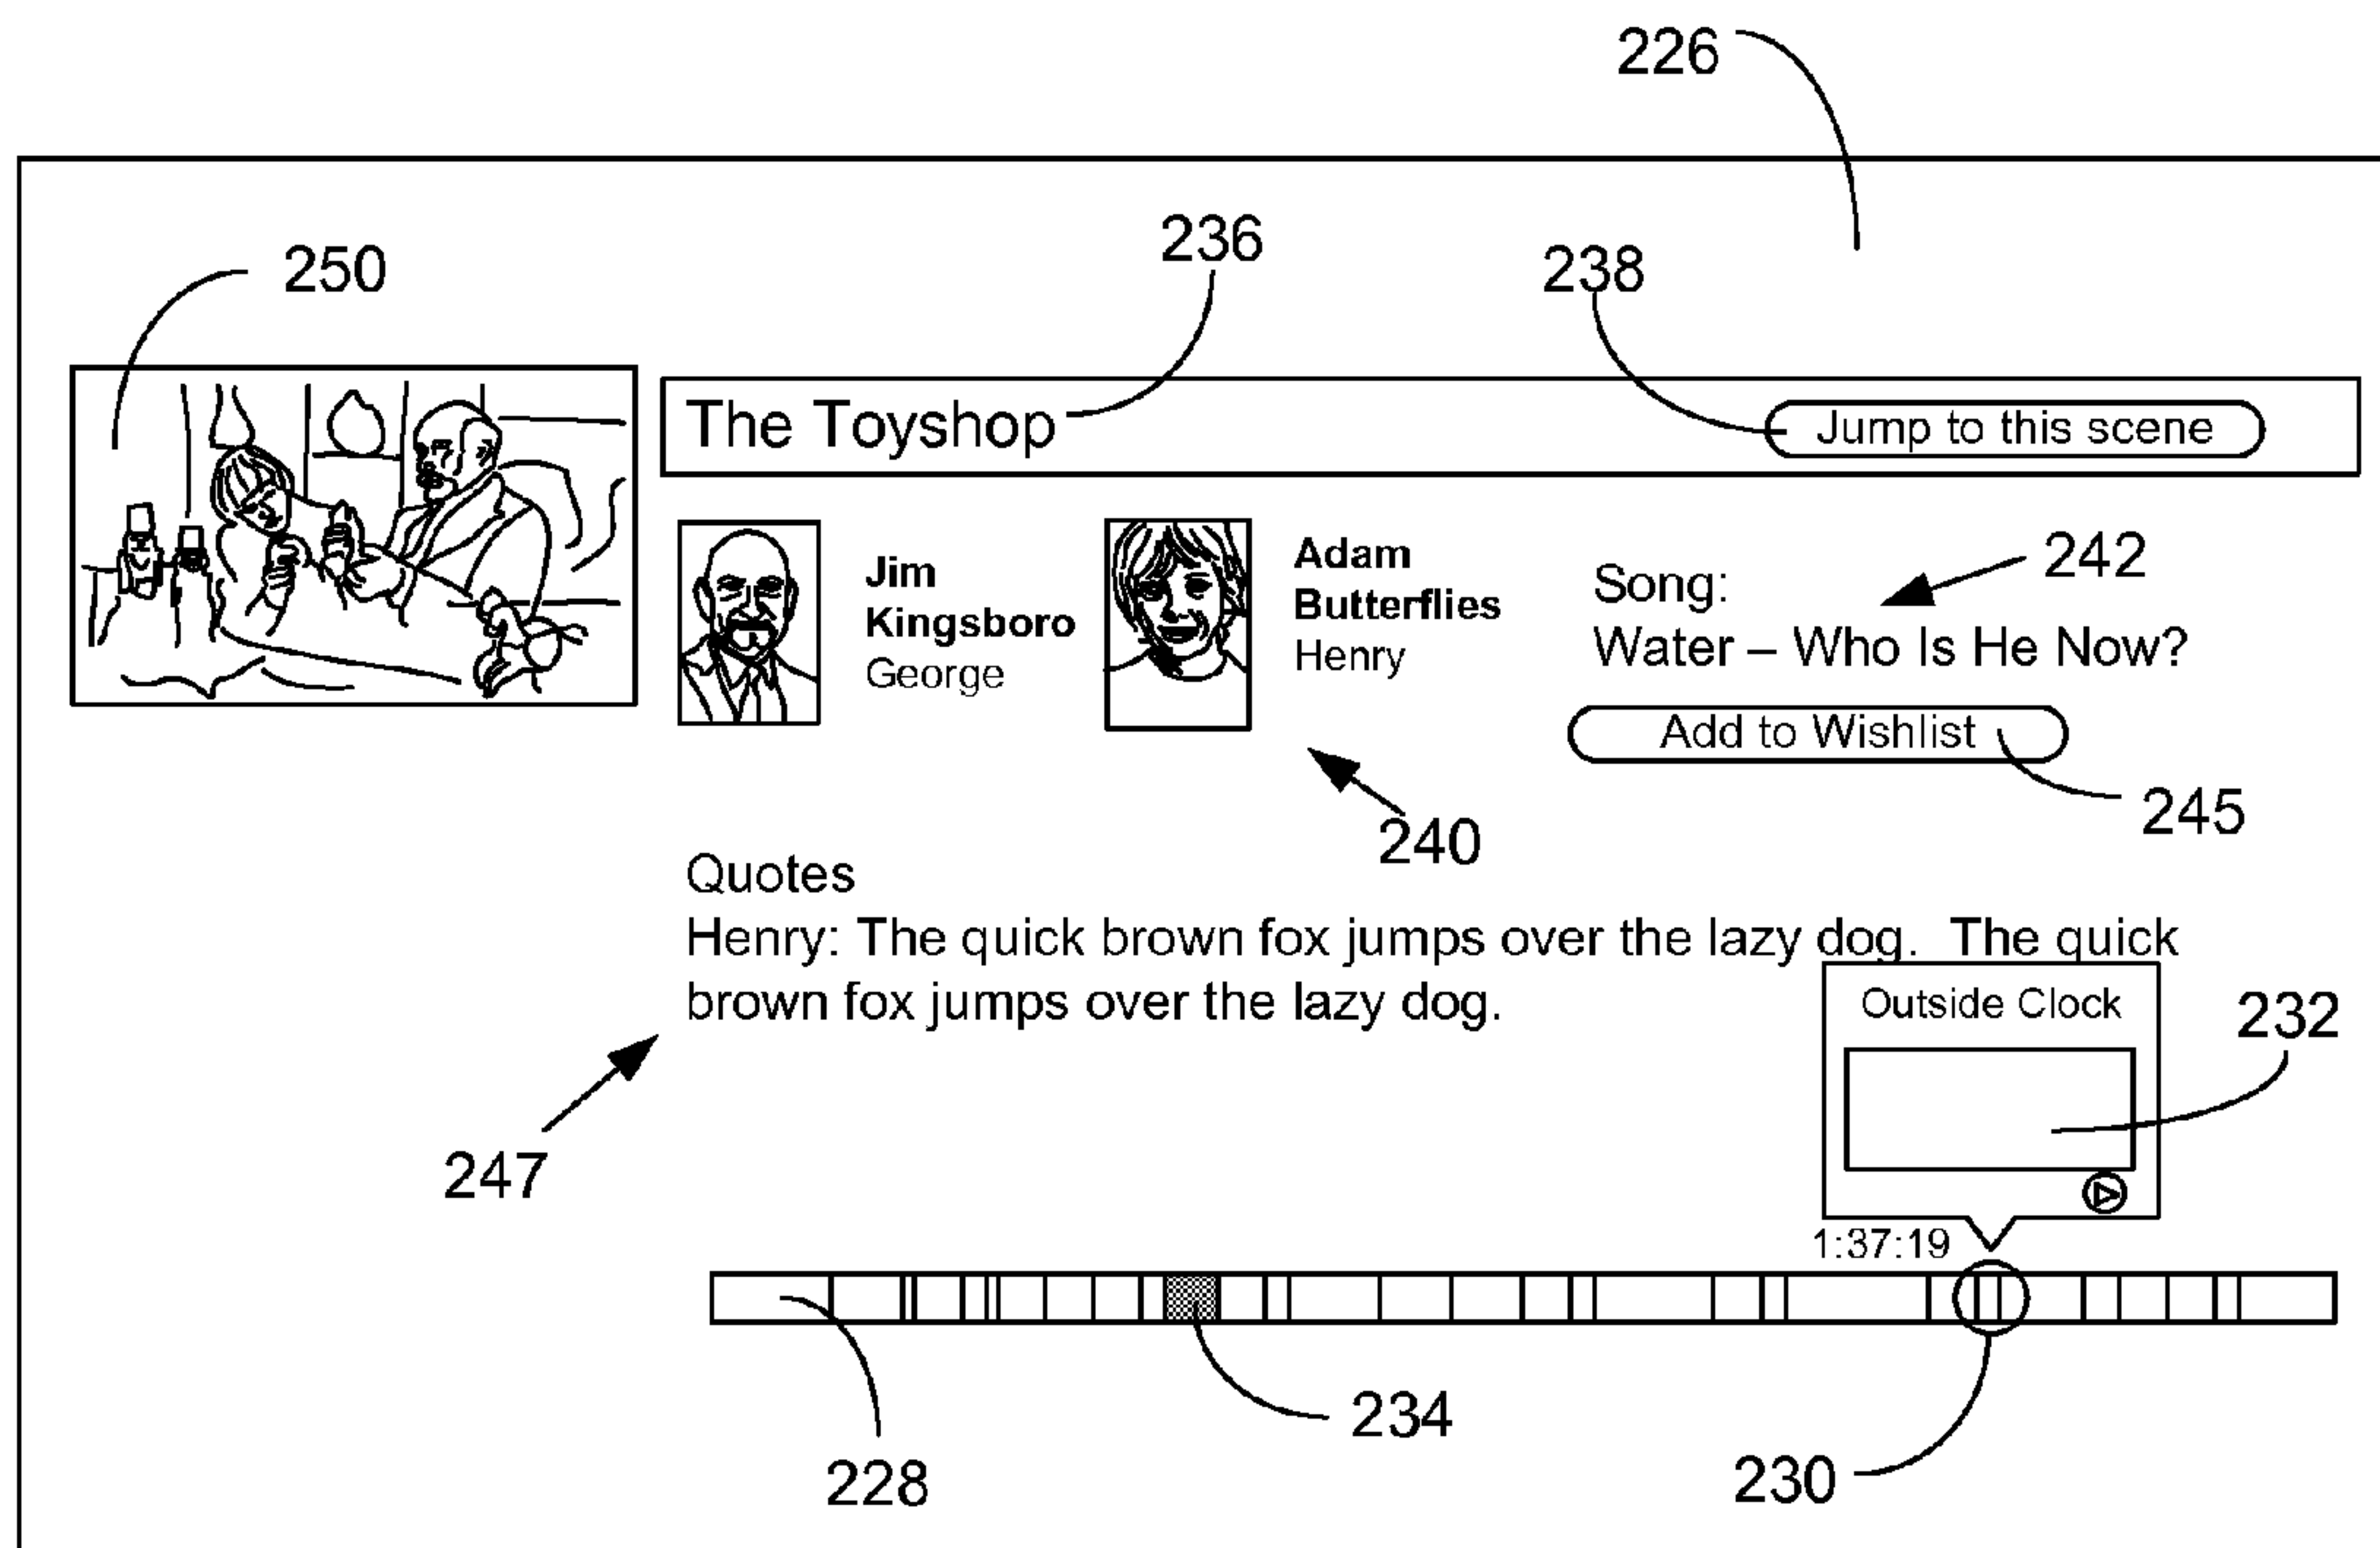 226
236
250
238
The Toyshop
Jump to this scene
Jim
Kingsboro
George
Adam
Butterflies
Henry
Song:
Water – Who Is He Now?
242
Add to Wishlist
245
240
Quotes
Henry: The quick brown fox jumps over the lazy dog. The quick
brown fox jumps over the lazy dog.
Outside Clock
232
247
1:37:19
234
228
230